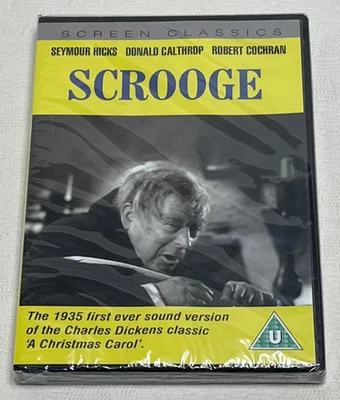 SCREEN CLASSICS
SEYMOUR HICKS DONALD CALTHROP ROBERT COCHRAN
SCROOGE
The 1935 first ever sound version
of the Charles Dickens classic
'A Christmas Carol'.
U